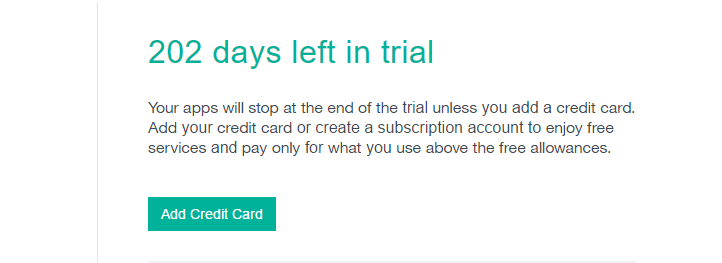 202 days left in trial
Your apps will stop at the end of the trial unless you add a credit card.
Add your credit card or create a subscription account to enjoy free
services and pay only for what you use above the free allowances.
Add Credit Card